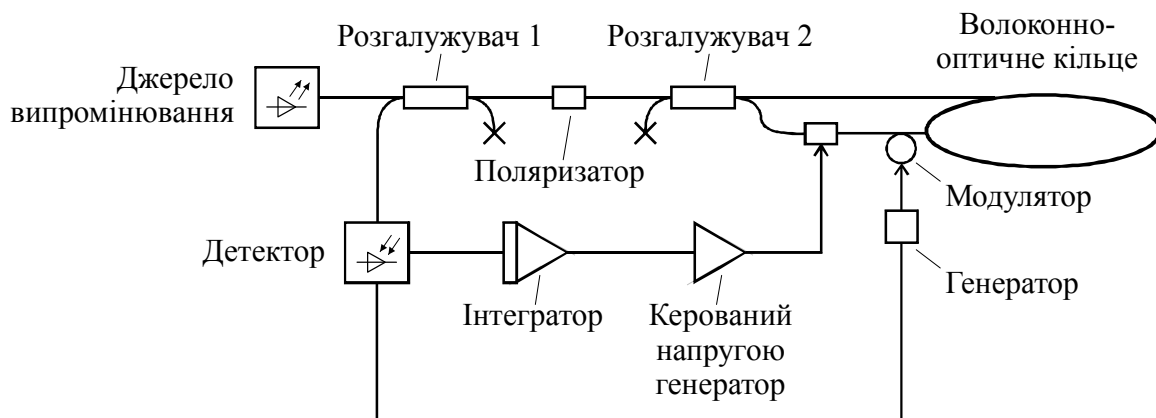 Розгалужувач 1
Розгалужувач 2
Волоконно-
оптичне кільце
Джерело
випромінювання
Поляризатор
Модулятор
Детектор
Генератор
Інтегратор
Керований
напругою
генератор